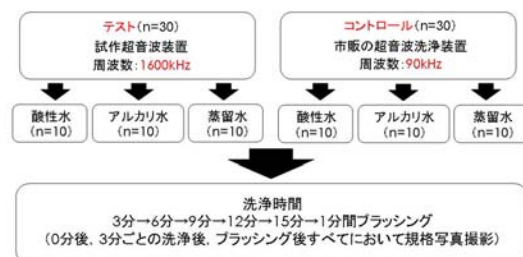 テスト(n=30)
試作超音波装置
周波数:1600kHz
コントロール(n=30)
市販の超音波洗浄装置
周波数:90kHz
酸性水
(n=10)
アルカリ水
(n=10)
蒸留水
(n=10)
酸性水
(n=10)
アルカリ水
(n=10)
蒸留水
(n=10)
洗浄時間
3分→6分→9分→12分→15分→1分間ブラッシング
(0分後,3分ごとの洗浄後,ブラッシング後すべてにおいて規格写真撮影)